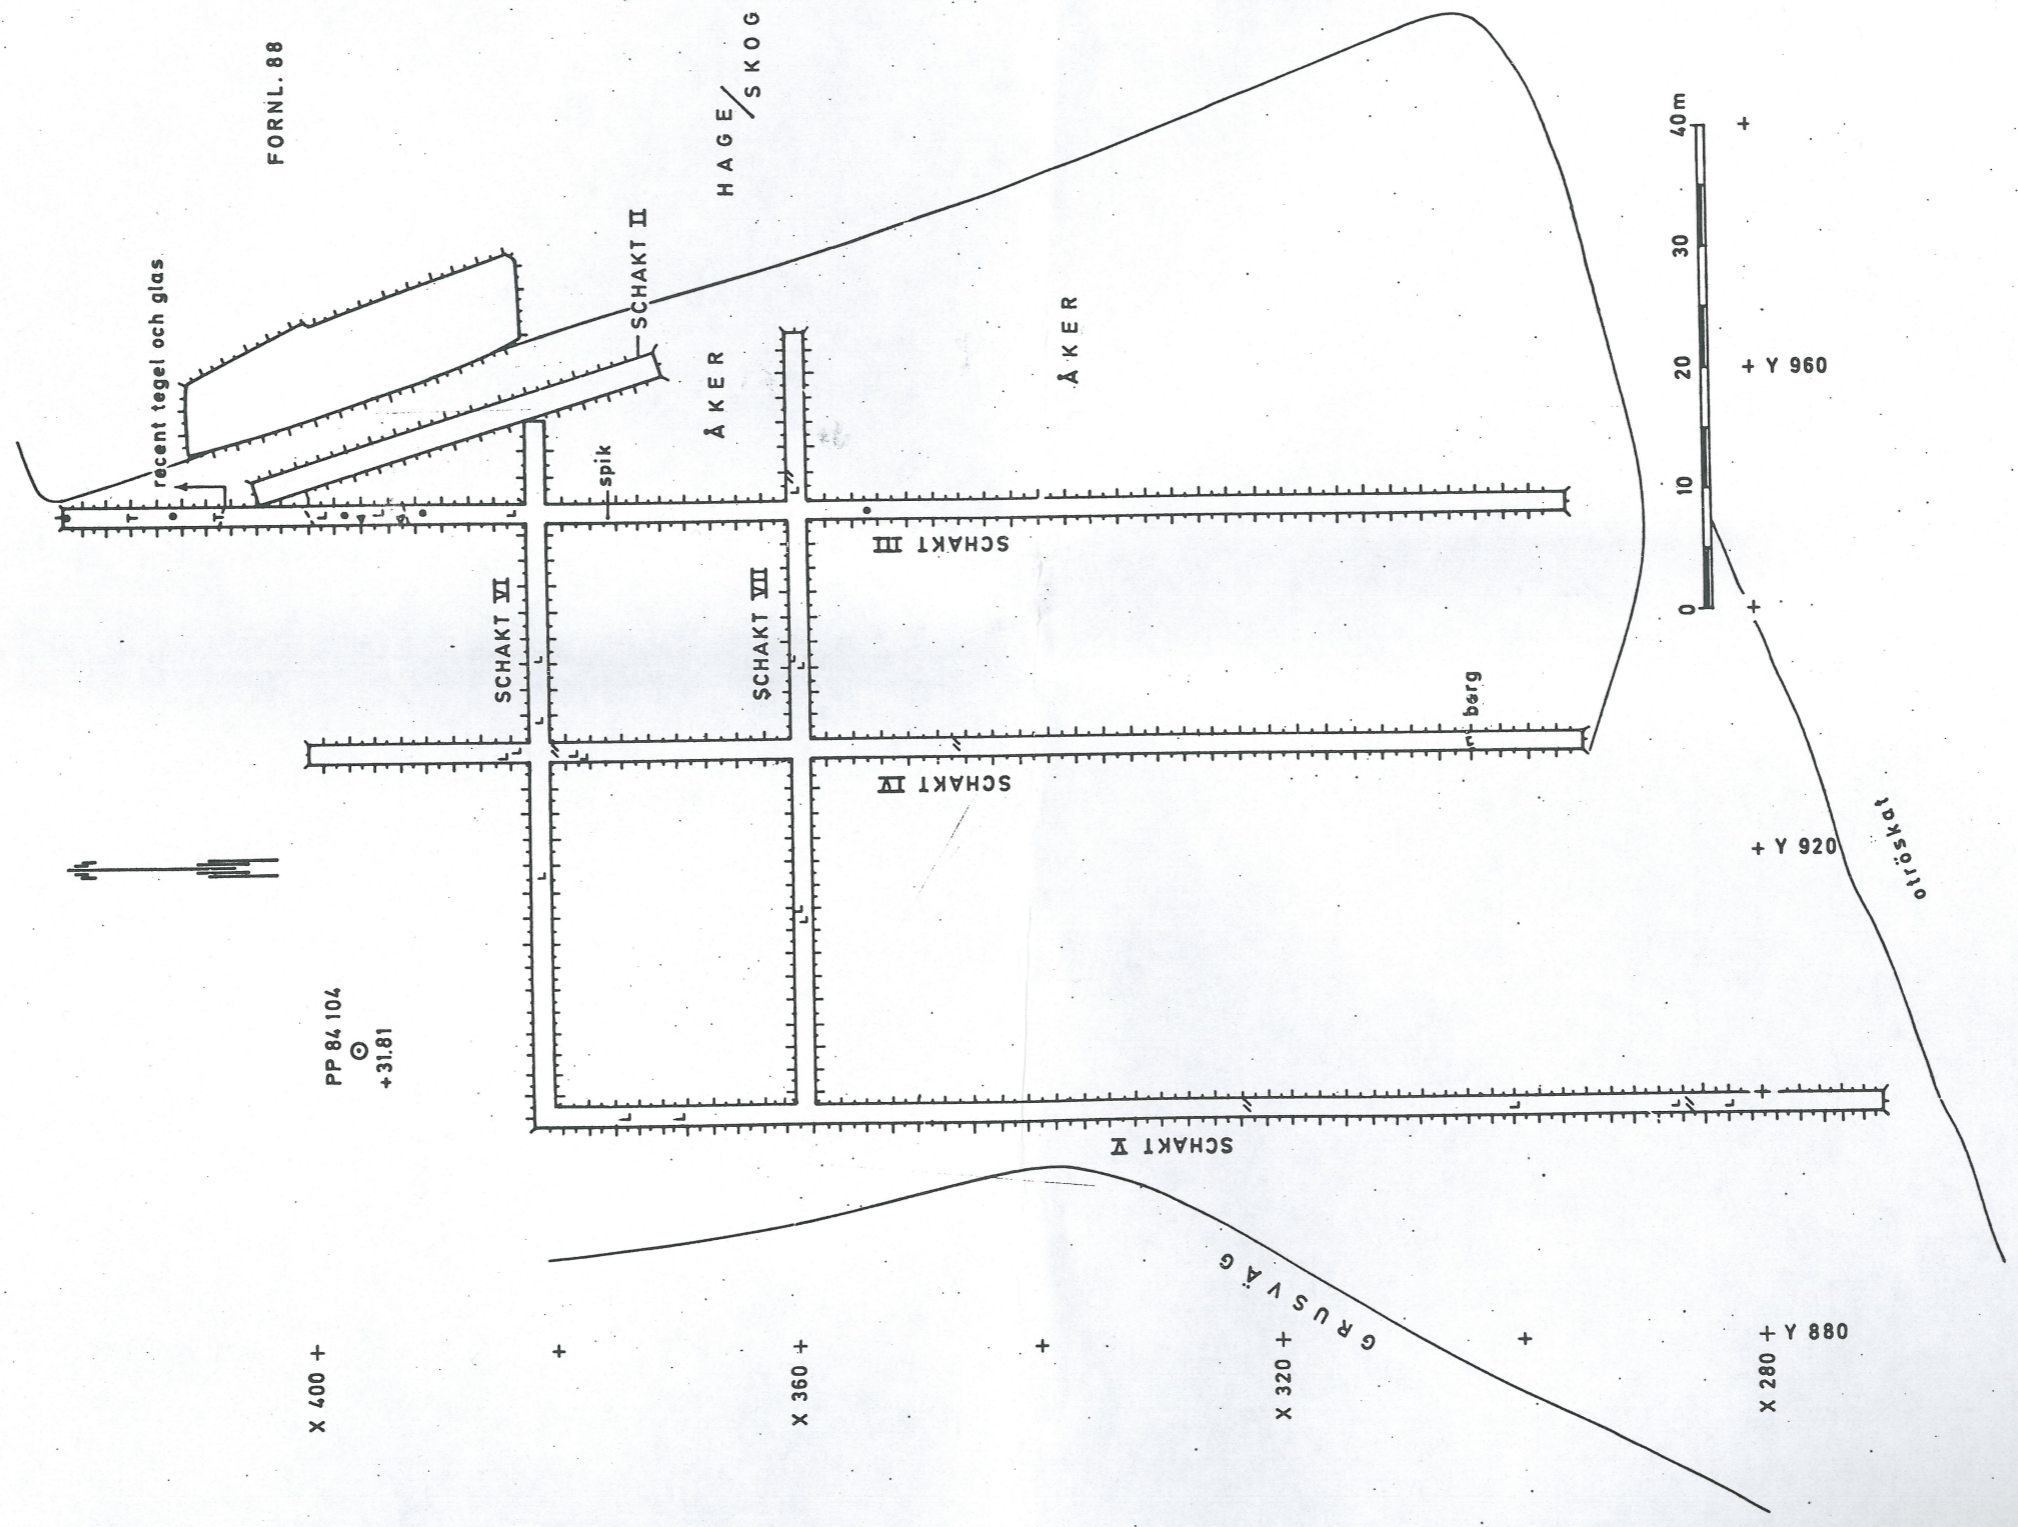 FORNL. 88
recent tegel och glas
HAGE/
SKOG
SCHAKT II
ÅKER
ÅKER
spik
SCHAKT III
SCHAKT VI
SCHAKT VII
SCHAKT IV
berg
SCHAKT V
PP 84 104
+31.81
GRUSVÄG
otröskat
0 10 20 30 40m
Y 960
Y 920
Y 880
X 400
X 360
X 320
X 280